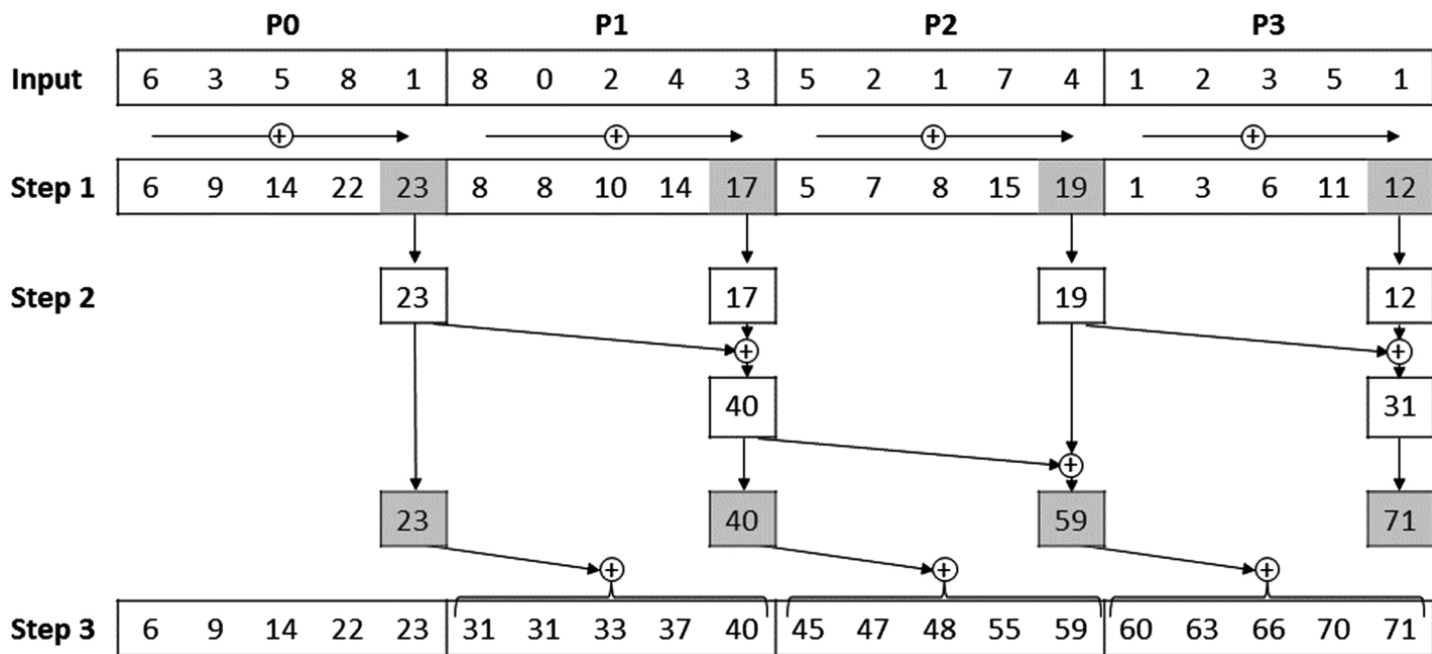 P0 P1 P2 P3
Input 6 3 5 8 1 8 0 2 4 3 5 2 1 7 4 1 2 3 5 1
+ + + +
Step 1 6 9 14 22 23 8 8 10 14 17 5 7 8 15 19 1 3 6 11 12
Step 2 23 17 19 12
+ +
40 31
+
23 40 59 71
+ + +
Step 3 6 9 14 22 23 31 31 33 37 40 45 47 48 55 59 60 63 66 70 71